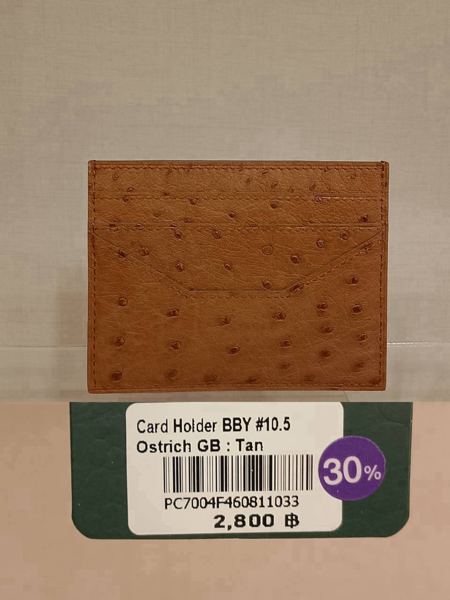 Card Holder BBY #10.5
Ostrich GB : Tan
30%
PC7004F460811033
2,800 ฿